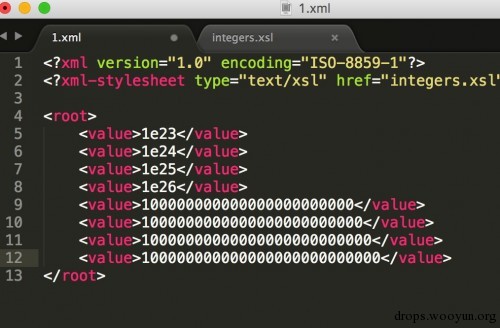 1.xml
1.xml
integers.xsl
1 <?xml version="1.0" encoding="ISO-8859-1"?>
2 <?xml-stylesheet type="text/xsl" href="integers.xsl"
3
4 <root>
5 <value>1e23</value>
6 <value>1e24</value>
7 <value>1e25</value>
8 <value>1e26</value>
9 <value>100000000000000000000000</value>
10 <value>1000000000000000000000000</value>
11 <value>10000000000000000000000000</value>
12 <value>100000000000000000000000000</value>
13 </root>
drops.wooyun.org